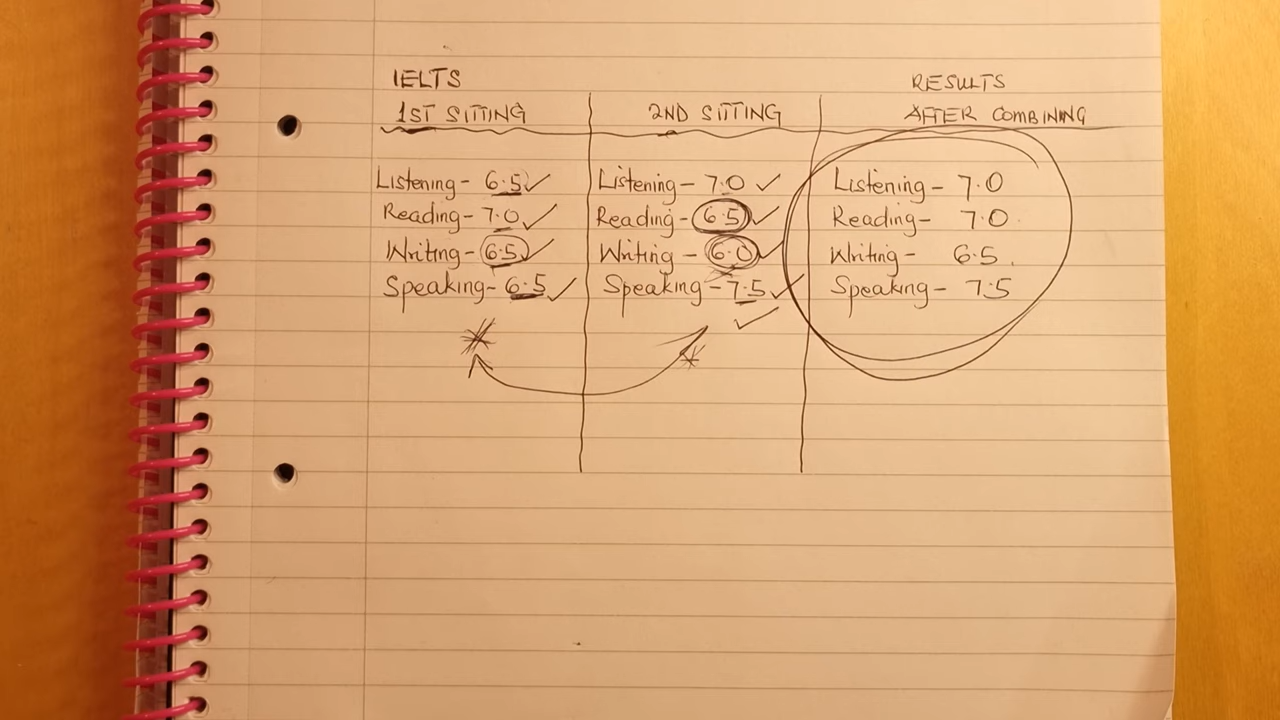 IELTS
1ST SITTING
Listening - 6.5
Reading - 7.0
Writing - 6.5
Speaking - 6.5
2ND SITTING
Listening - 7.0
Reading - 6.5
Writing - 6.0
Speaking - 7.5
RESULTS
AFTER COMBINING
Listening - 7.0
Reading - 7.0
Writing - 6.5
Speaking - 7.5